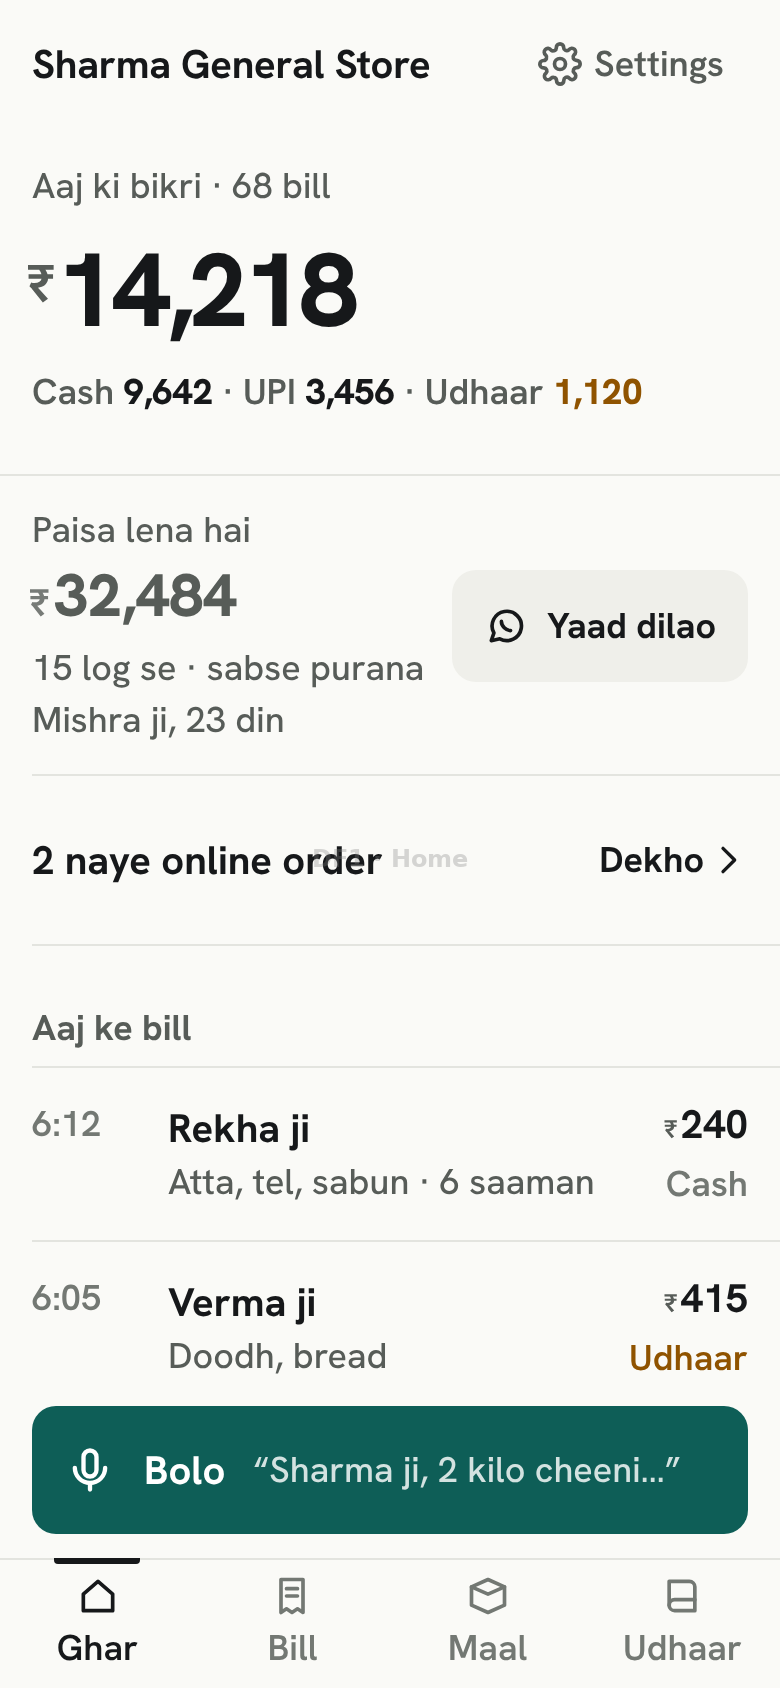 Sharma General Store
Settings
Aaj ki bikri · 68 bill
₹14,218
Cash 9,642 · UPI 3,456 · Udhaar 1,120
Paisa lena hai
₹32,484
15 log se · sabse purana
Mishra ji, 23 din
Yaad dilao
2 naye online order
Home
Dekho
Aaj ke bill
6:12 Rekha ji ₹240
Atta, tel, sabun · 6 saaman Cash
6:05 Verma ji ₹415
Doodh, bread Udhaar
Bolo “Sharma ji, 2 kilo cheeni...”
Ghar Bill Maal Udhaar